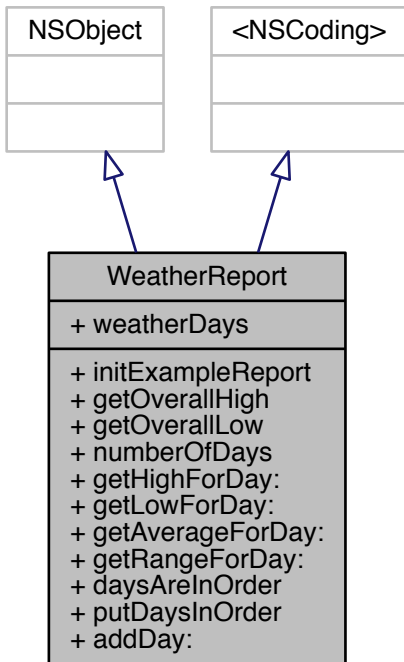 NSObject
<NSCoding>
WeatherReport
+ weatherDays
+ initExampleReport
+ getOverallHigh
+ getOverallLow
+ numberOfDays
+ getHighForDay:
+ getLowForDay:
+ getAverageForDay:
+ getRangeForDay:
+ daysAreInOrder
+ putDaysInOrder
+ addDay: